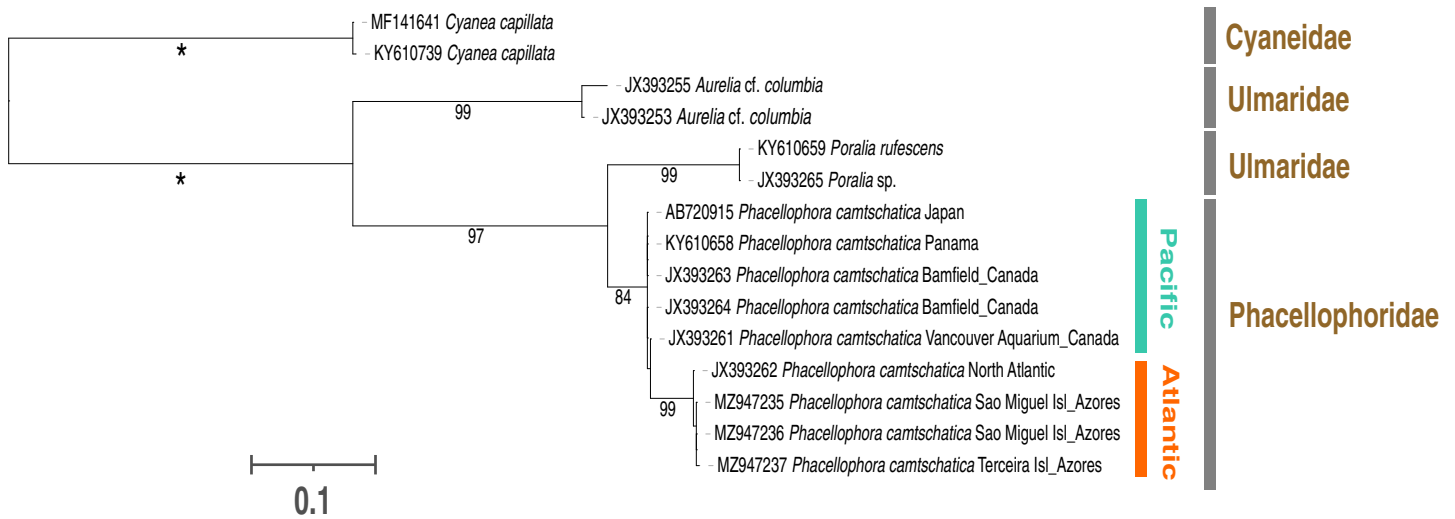 MF141641 Cyanea capillata
KY610739 Cyanea capillata
*
Cyaneidae
JX393255 Aurelia cf. columbia
JX393253 Aurelia cf. columbia
99
Ulmaridae
KY610659 Poralia rufescens
JX393265 Poralia sp.
99
*
Ulmaridae
AB720915 Phacellophora camtschatica Japan
KY610658 Phacellophora camtschatica Panama
JX393263 Phacellophora camtschatica Bamfield_Canada
JX393264 Phacellophora camtschatica Bamfield_Canada
JX393261 Phacellophora camtschatica Vancouver Aquarium_Canada
97
84
Pacific
Phacellophoridae
JX393262 Phacellophora camtschatica North Atlantic
MZ947235 Phacellophora camtschatica Sao Miguel Isl_Azores
MZ947236 Phacellophora camtschatica Sao Miguel Isl_Azores
MZ947237 Phacellophora camtschatica Terceira Isl_Azores
99
Atlantic
0.1